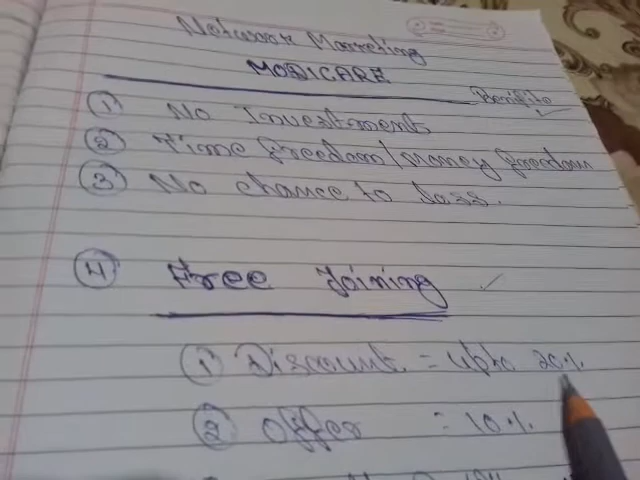 Network Marketing
MODICARE
Benifits
① No Investment
② Time Freedom/Money freedom
③ No chance to Loss.
④ Free Joining
① Discount = upto 20%
② Offer = 10%